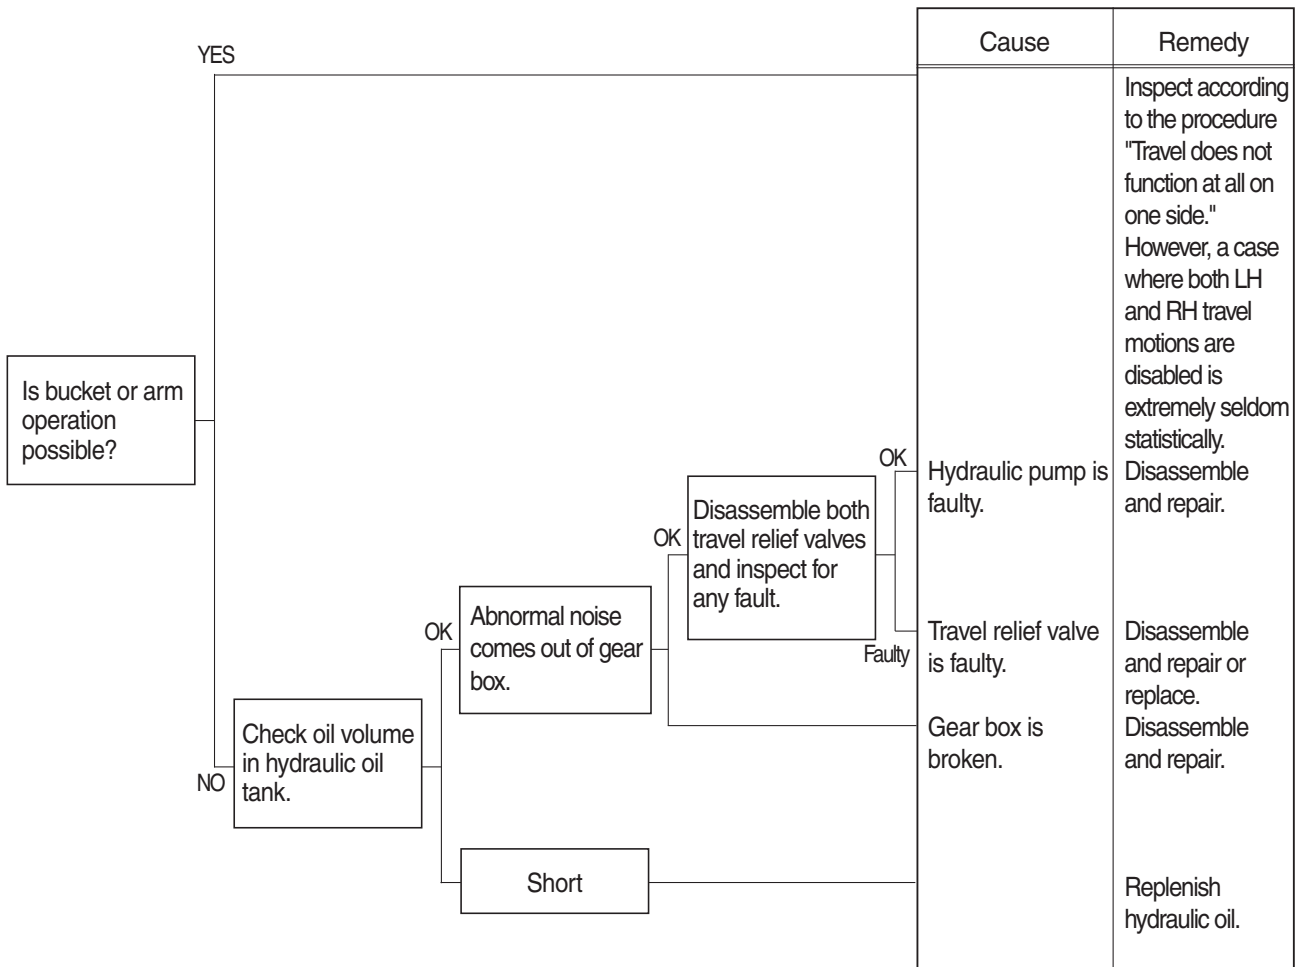 Cause
Remedy
YES
Inspect according
to the procedure
"Travel does not
function at all on
one side."
However, a case
where both LH
and RH travel
motions are
disabled is
extremely seldom
statistically.
Is bucket or arm
operation
possible?
NO
Check oil volume
in hydraulic oil
tank.
OK
Abnormal noise
comes out of gear
box.
OK
Disassemble both
travel relief valves
and inspect for
any fault.
OK
Hydraulic pump is
faulty.
Disassemble
and repair.
Faulty
Travel relief valve
is faulty.
Disassemble
and repair or
replace.
Gear box is
broken.
Disassemble
and repair.
Short
Replenish
hydraulic oil.